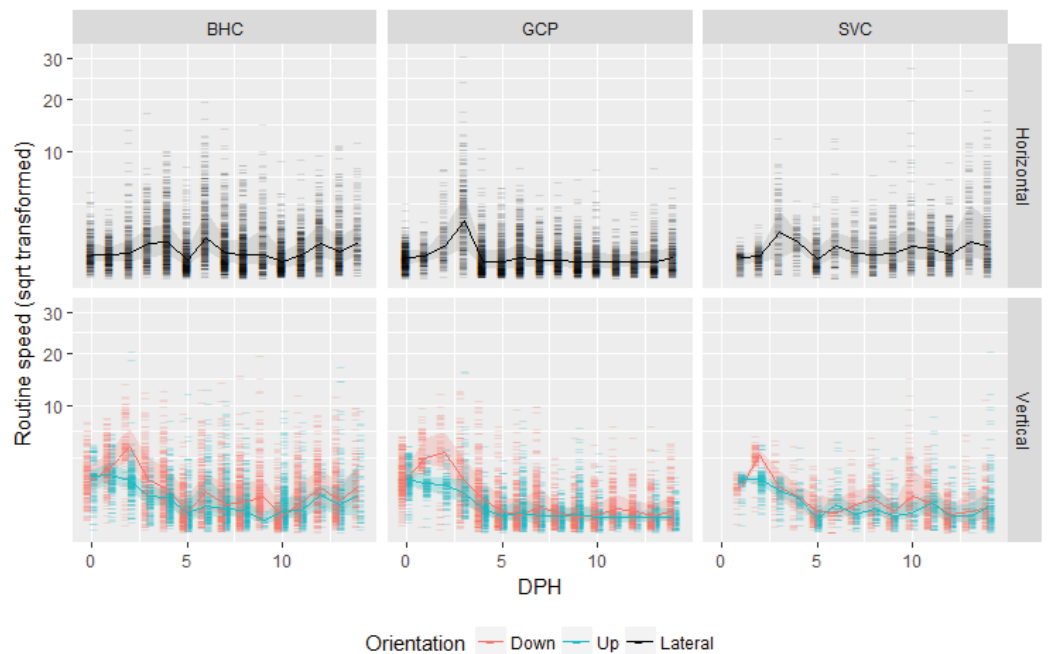 BHC GCP SVC
30
20
10
Horizontal
Routine speed (sqrt transformed)
30
20
10
Vertical
0 5 10 0 5 10 0 5 10
DPH
Orientation Down Up Lateral